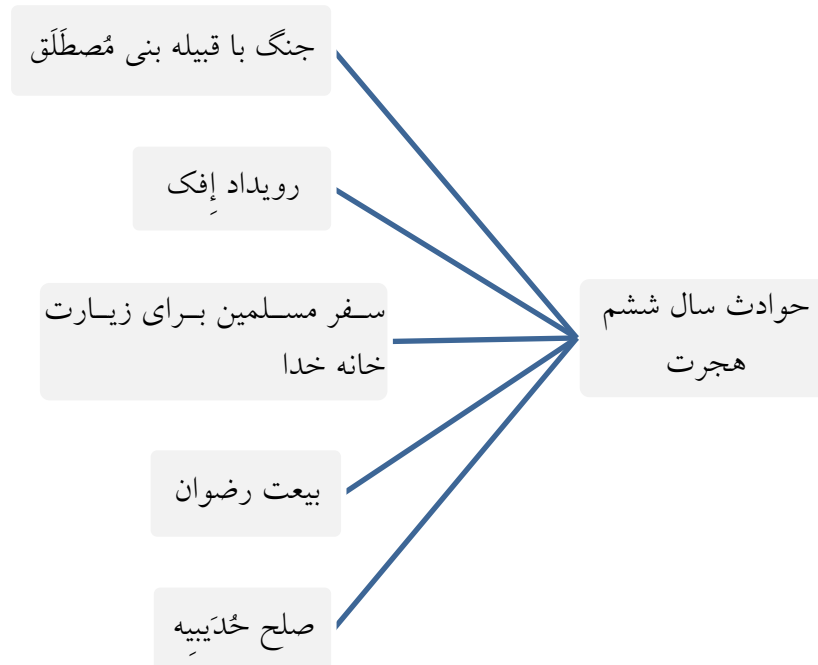 حوادث سال ششم
هجرت
جنگ با قبیله بنی مُصطَلَق
رویداد إِفک
سـفر مسـلمین بـرای زیـارت
خانه خدا
بیعت رضوان
صلح حُدَیبیِه